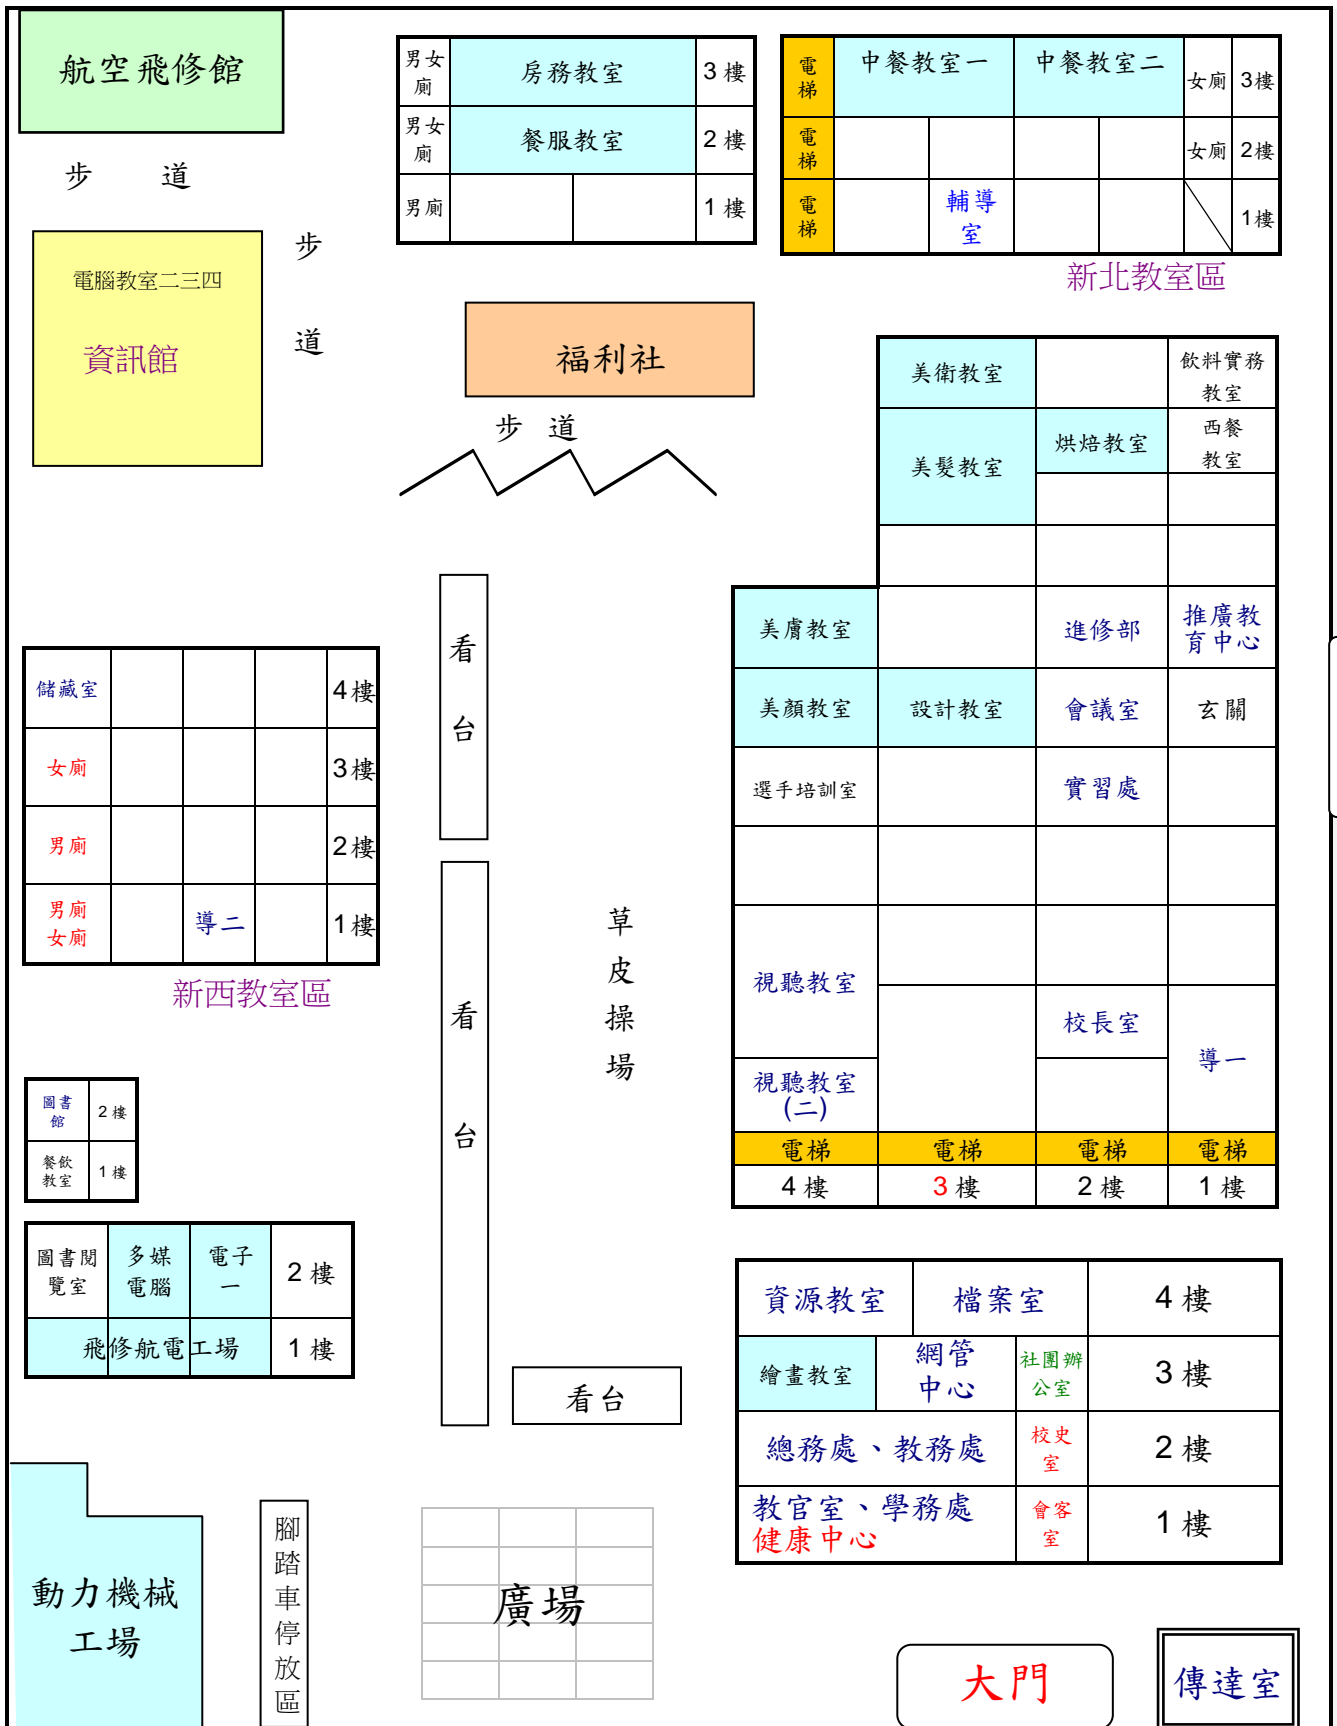 航空飛修館
步 道
電腦教室二三四
資訊館
步
道
男女
廁
房務教室
3 樓
男女
廁
餐服教室
2 樓
男廁
1 樓
電
梯
中餐教室一
中餐教室二
女廁
3樓
電
梯
女廁
2樓
電
梯
輔導
室
1樓
新北教室區
福利社
步 道
美衛教室
飲料實務
教室
美髮教室
烘焙教室
西餐
教室
美膚教室
進修部
推廣教
育中心
美顏教室
設計教室
會議室
玄關
選手培訓室
實習處
視聽教室
校長室
導一
視聽教室
(二)
電梯
電梯
電梯
電梯
4 樓
3 樓
2 樓
1 樓
看
台
看
台
草
皮
操
場
儲藏室
4樓
女廁
3樓
男廁
2樓
男廁
女廁
導二
1樓
新西教室區
圖書
館
2 樓
餐飲
教室
1 樓
圖書閱
覽室
多媒
電腦
電子
一
2 樓
飛修航電工場
1 樓
看台
資源教室
檔案室
4 樓
繪畫教室
網管
中心
社團辦
公室
3 樓
總務處、教務處
校史
室
2 樓
教官室、學務處
健康中心
會客
室
1 樓
動力機械
工場
腳
踏
車
停
放
區
廣場
大門
傳達室